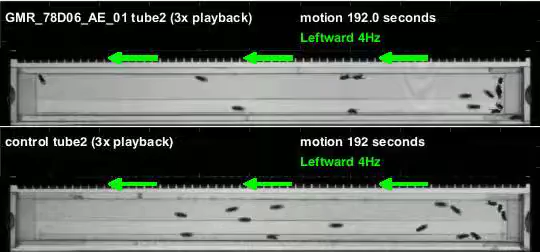 GMR_78D06_AE_01 tube2 (3x playback)
motion 192.0 seconds
Leftward 4Hz
control tube2 (3x playback)
motion 192 seconds
Leftward 4Hz